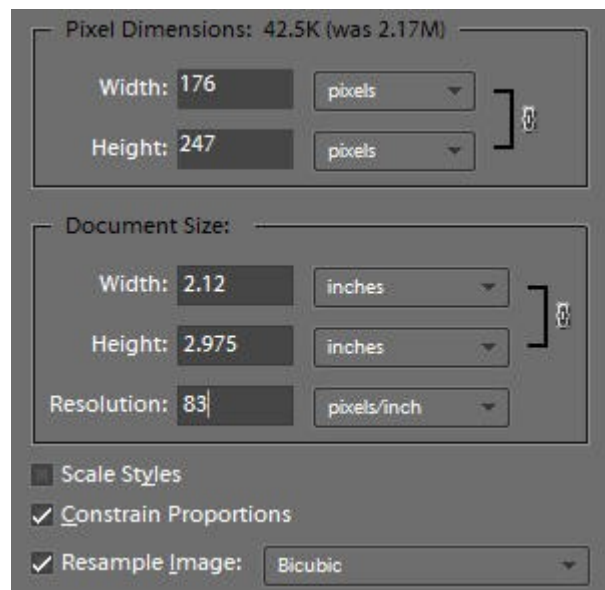 Pixel Dimensions: 42.5K (was 2.17M)
Width: 176 pixels
Height: 247 pixels
Document Size:
Width: 2.12 inches
Height: 2.975 inches
Resolution: 83 pixels/inch
Scale Styles
Constrain Proportions
Resample Image: Bicubic